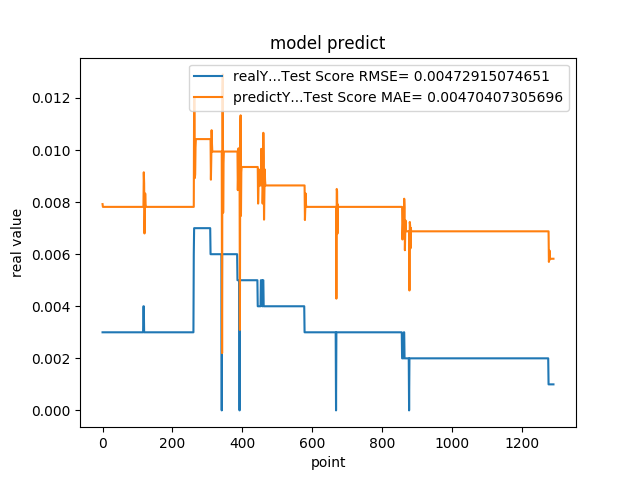 model predict
realY...Test Score RMSE= 0.00472915074651
predictY...Test Score MAE= 0.00470407305696
0.012
0.010
0.008
0.006
0.004
0.002
0.000
real value
0 200 400 600 800 1000 1200
point